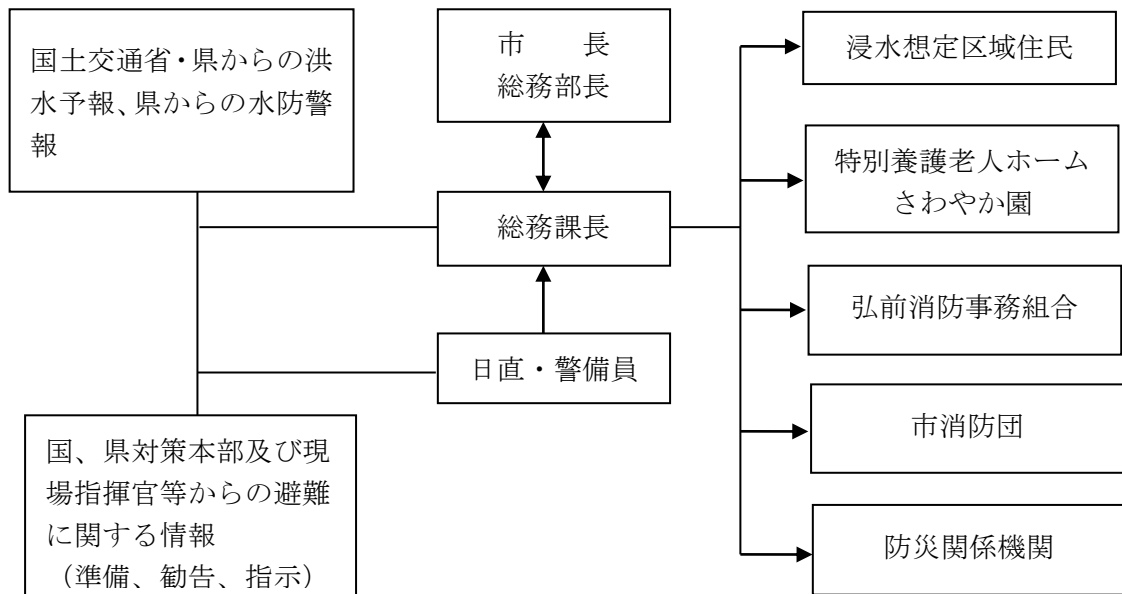 国土交通省・県からの洪
水予報、県からの水防警
報
市　　長
総務部長
総務課長
日直・警備員
国、県対策本部及び現
場指揮官等からの避難
に関する情報
（準備、勧告、指示）
浸水想定区域住民
特別養護老人ホーム
さわやか園
弘前消防事務組合
市消防団
防災関係機関